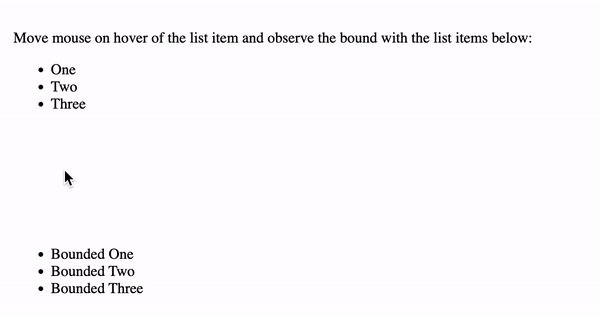 Move mouse on hover of the list item and observe the bound with the list items below:
• One
• Two
• Three
• Bounded One
• Bounded Two
• Bounded Three